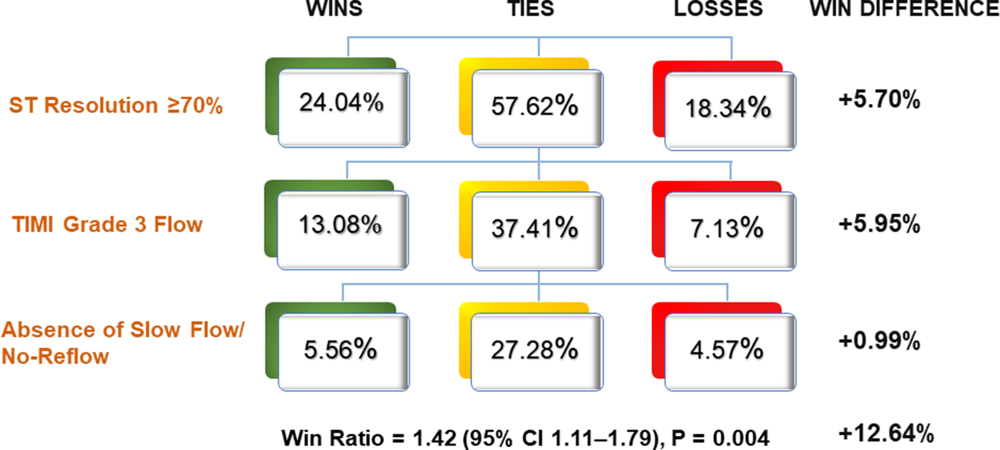 WINS TIES LOSSES WIN DIFFERENCE
ST Resolution ≥70% 24.04% 57.62% 18.34% +5.70%
TIMI Grade 3 Flow 13.08% 37.41% 7.13% +5.95%
Absence of Slow Flow/
No-Reflow 5.56% 27.28% 4.57% +0.99%
Win Ratio = 1.42 (95% CI 1.11–1.79), P = 0.004 +12.64%